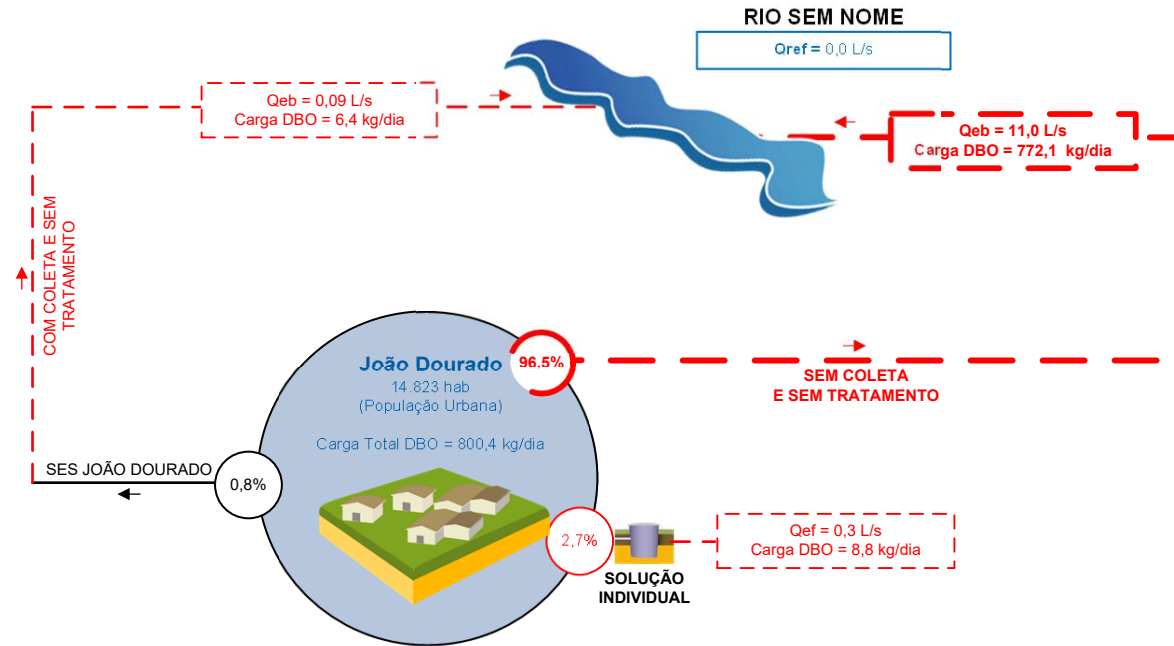 RIO SEM NOME
Qref = 0,0 L/s
Qeb = 0,09 L/s
Carga DBO = 6,4 kg/dia
Qeb = 11,0 L/s
Carga DBO = 772,1 kg/dia
COM COLETA E SEM
TRATAMENTO
João Dourado
14.823 hab
(População Urbana)
Carga Total DBO = 800,4 kg/dia
96.5%
SEM COLETA
E SEM TRATAMENTO
SES JOÃO DOURADO
0,8%
2,7%
SOLUÇÃO
INDIVIDUAL
Qef = 0,3 L/s
Carga DBO = 8,8 kg/dia